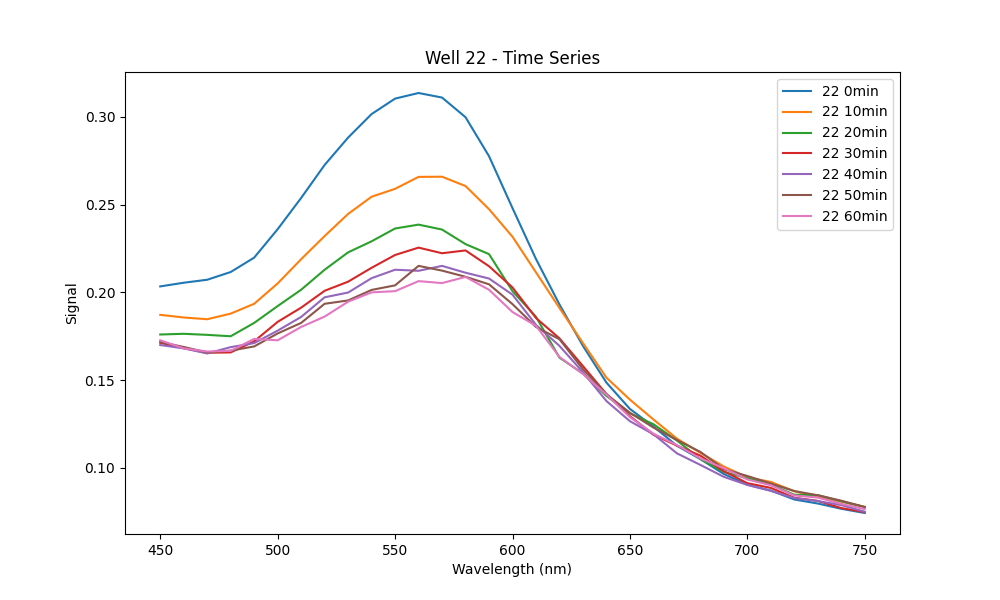 Well 22 - Time Series
22 0min
22 10min
22 20min
22 30min
22 40min
22 50min
22 60min
Signal
0.30
0.25
0.20
0.15
0.10
450 500 550 600 650 700 750
Wavelength (nm)